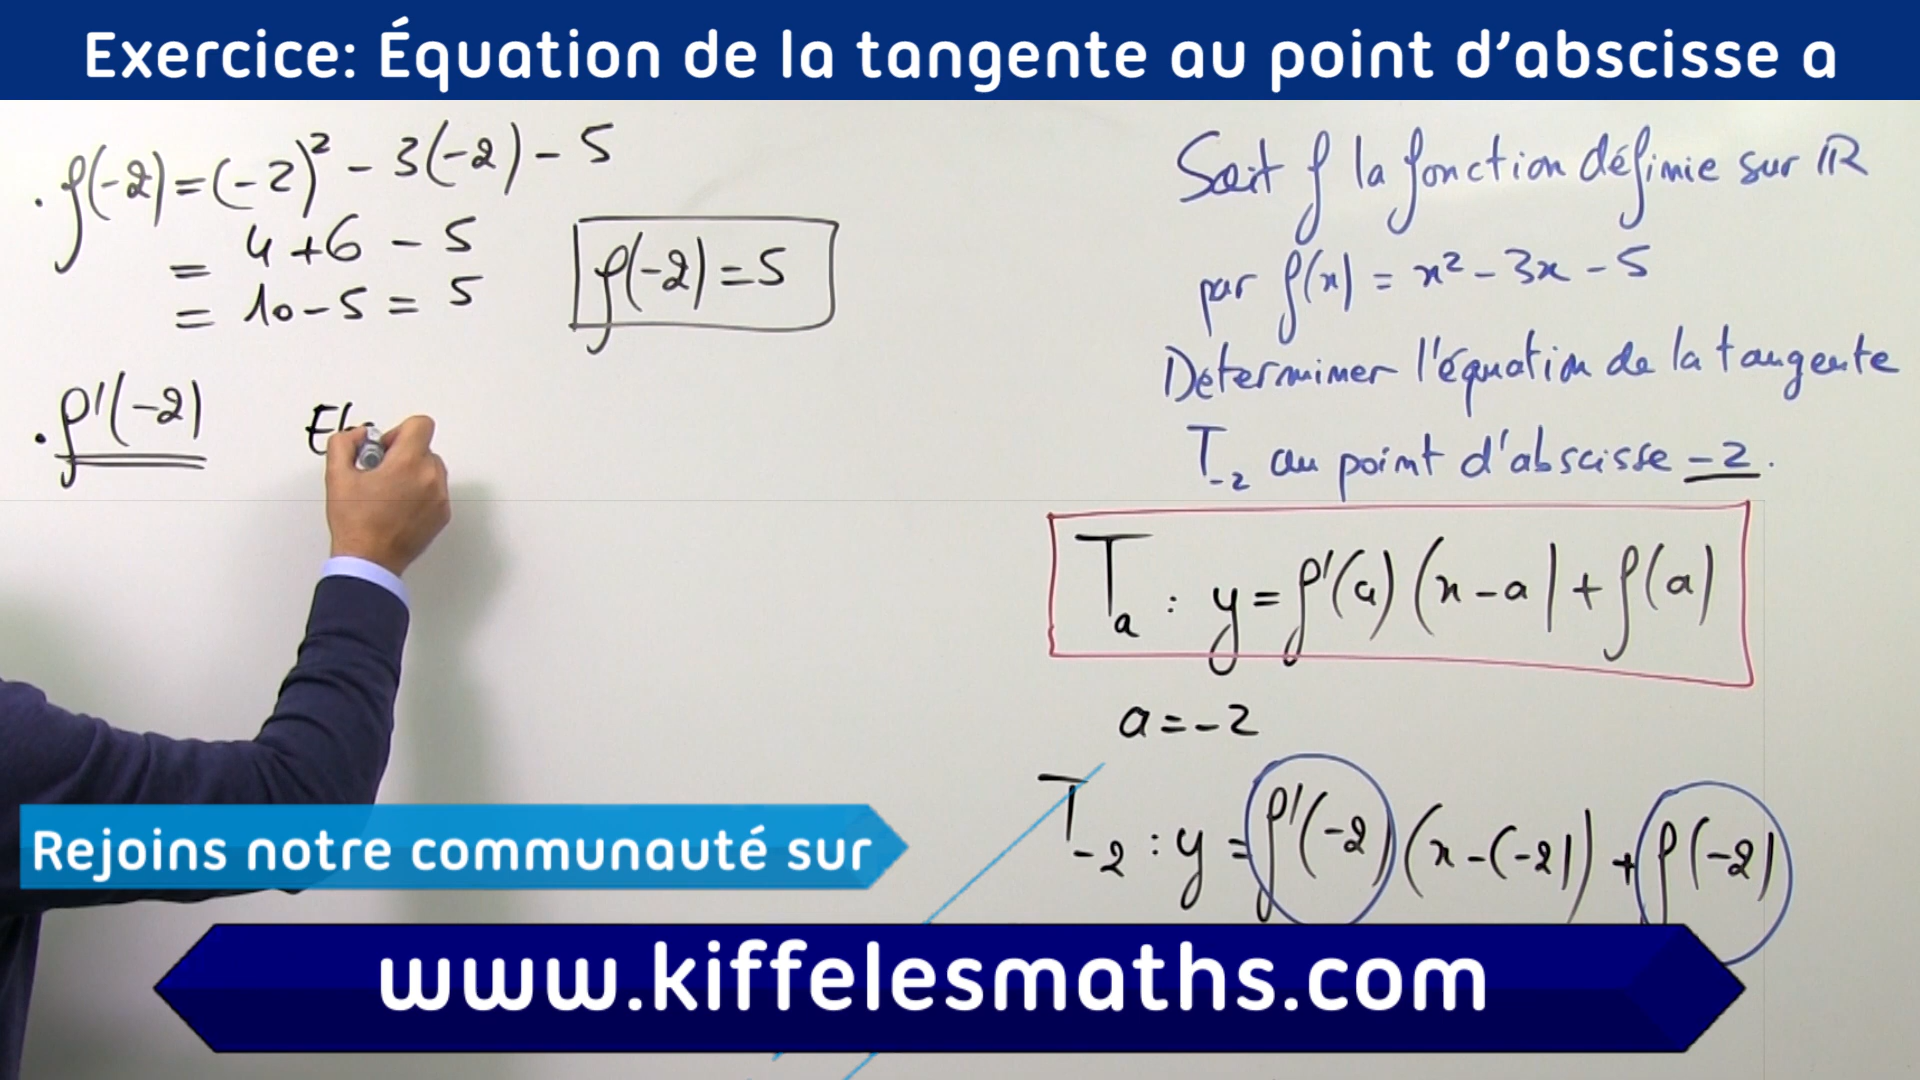 Exercice: Équation de la tangente au point d'abscisse a
. f(-2) = (-2)² - 3(-2) - 5
= 4 + 6 - 5
= 10 - 5 = 5
f(-2) = 5
. f'(-2)
Soit f la fonction définie sur ℝ
par f(x) = x² - 3x - 5
Déterminer l'équation de la tangente
T₋₂ au point d'abscisse -2.
Tₐ : y = f'(a) (x - a) + f(a)
a = -2
T₋₂ : y = f'(-2) (x - (-2)) + f(-2)
Rejoins notre communauté sur
www.kiffelesmaths.com